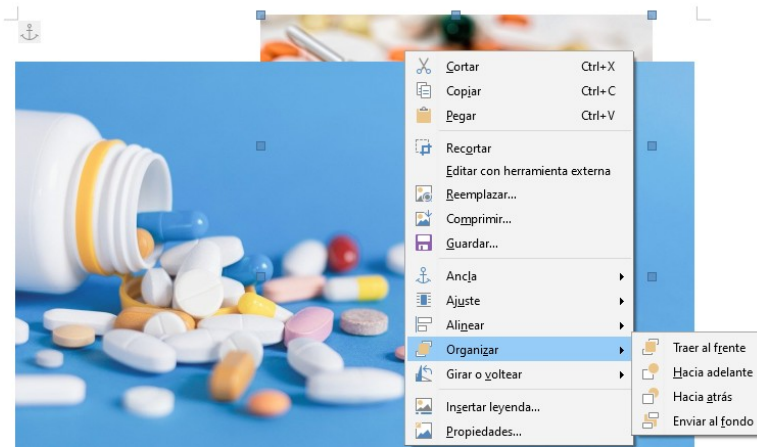 Cortar Ctrl+X
Copiar Ctrl+C
Pegar Ctrl+V
Recortar
Editar con herramienta externa
Reemplazar...
Comprimir...
Guardar...
Ancla
Ajuste
Alinear
Organizar
Girar o voltear
Insertar leyenda...
Propiedades...
Traer al frente
Hacia adelante
Hacia atrás
Enviar al fondo